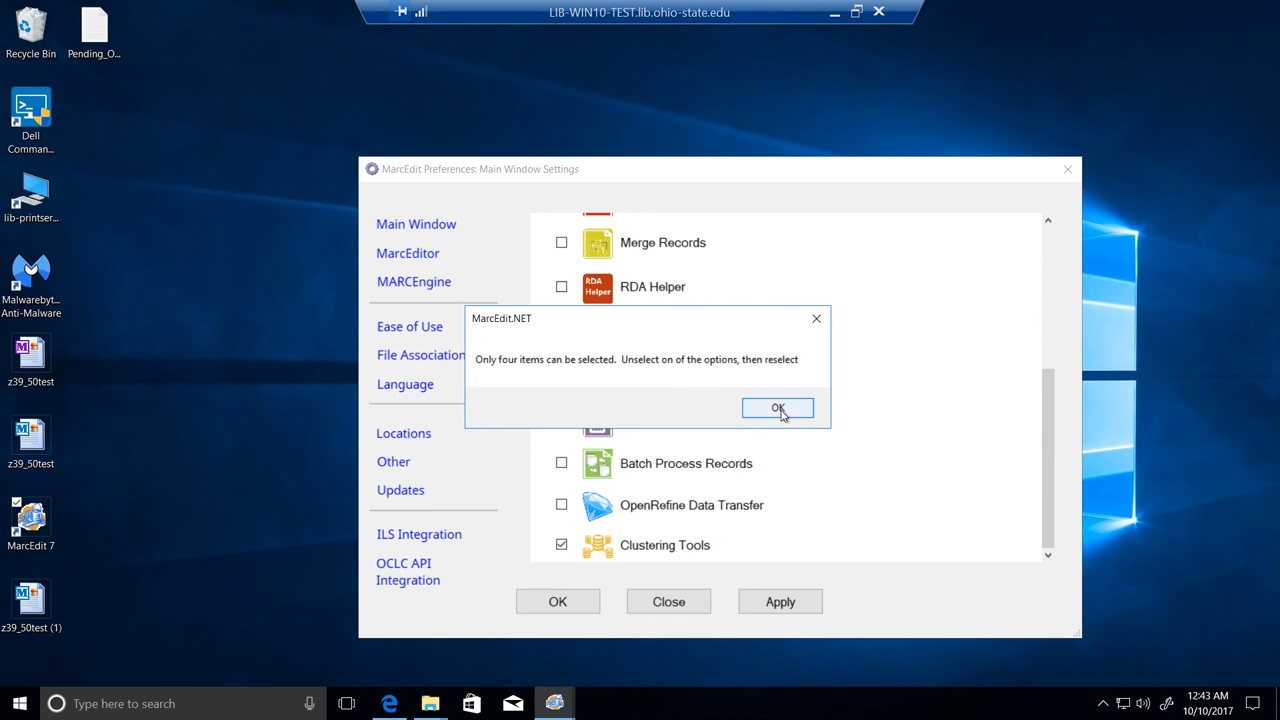 LIB-WIN10-TEST.lib.ohio-state.edu
Recycle Bin
Pending_O...
Dell
Comman...
lib-printser...
Malwarebyt...
Anti-Malware
z39_50test
z39_50test
MarcEdit 7
z39_50test (1)
MarcEdit Preferences: Main Window Settings
Main Window
MarcEditor
MARCEngine
Ease of Use
File Association
Language
Locations
Other
Updates
ILS Integration
OCLC API
Integration
Merge Records
RDA
Helper
RDA Helper
MarcEdit.NET
Only four items can be selected. Unselect on of the options, then reselect
OK
Batch Process Records
OpenRefine Data Transfer
Clustering Tools
OK
Close
Apply
Type here to search
12:43 AM
10/10/2017